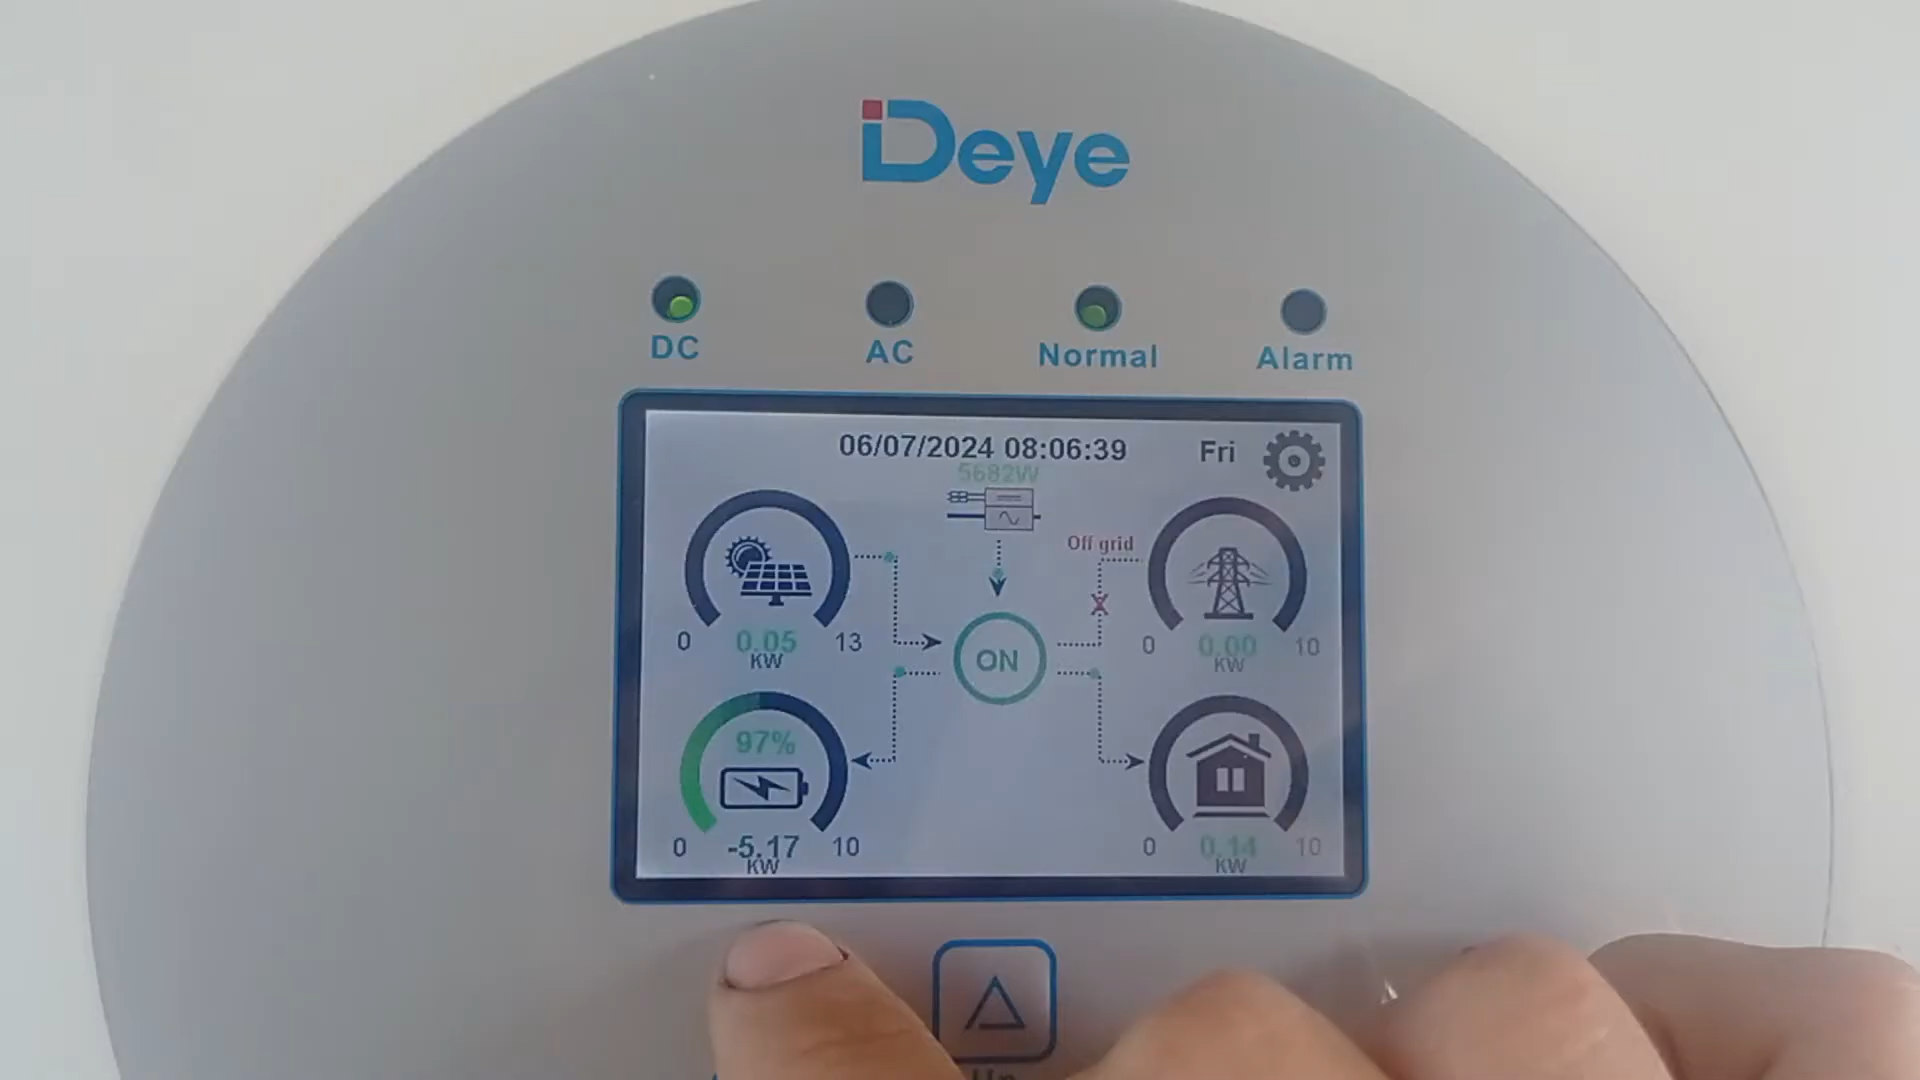 Deye
DC
AC
Normal
Alarm
06/07/2024 08:06:39
Fri
5682W
Off grid
0
0.05
KW
13
ON
0
0.00
KW
10
97%
0
-5.17
KW
10
0
0.14
KW
10